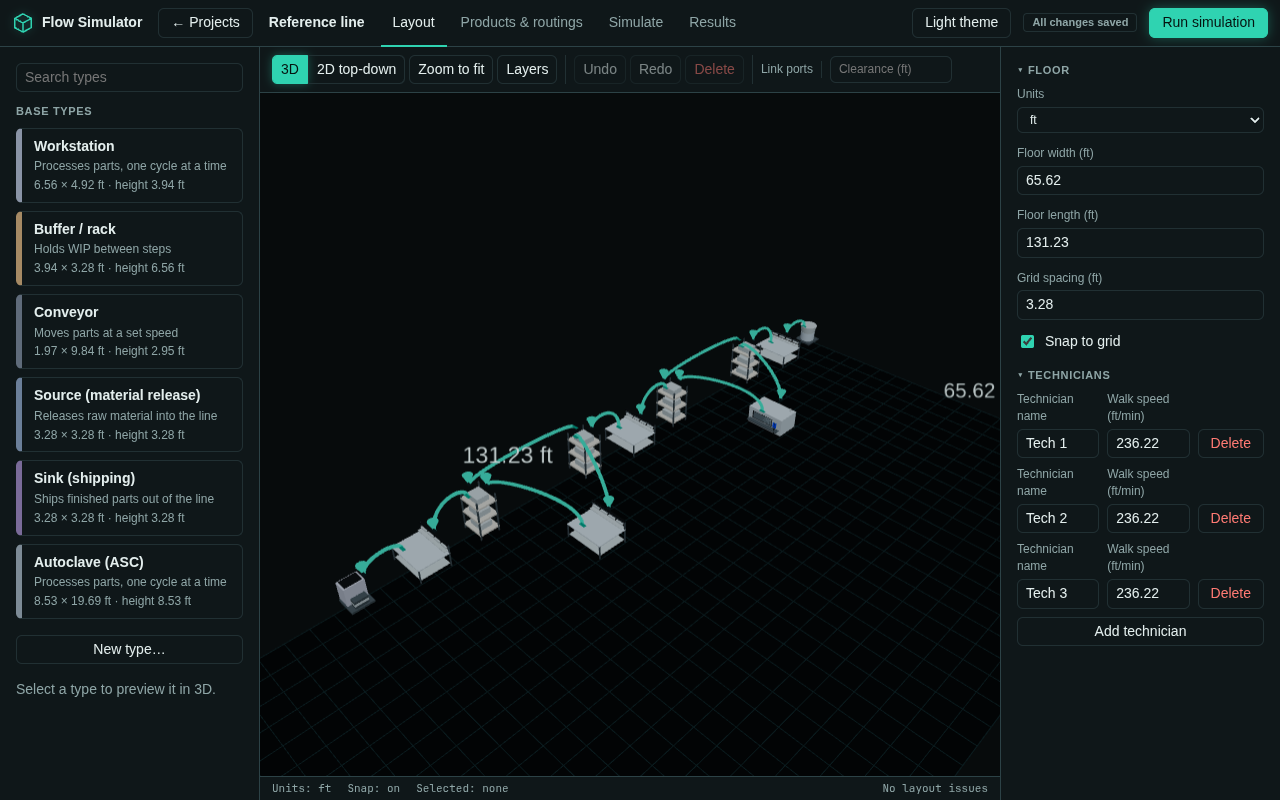 Flow Simulator
← Projects
Reference line
Layout
Products & routings
Simulate
Results
Light theme
All changes saved
Run simulation
Search types
BASE TYPES
Workstation
Processes parts, one cycle at a time
6.56 × 4.92 ft · height 3.94 ft
Buffer / rack
Holds WIP between steps
3.94 × 3.28 ft · height 6.56 ft
Conveyor
Moves parts at a set speed
1.97 × 9.84 ft · height 2.95 ft
Source (material release)
Releases raw material into the line
3.28 × 3.28 ft · height 3.28 ft
Sink (shipping)
Ships finished parts out of the line
3.28 × 3.28 ft · height 3.28 ft
Autoclave (ASC)
Processes parts, one cycle at a time
8.53 × 19.69 ft · height 8.53 ft
New type…
Select a type to preview it in 3D.
3D
2D top-down
Zoom to fit
Layers
Undo
Redo
Delete
Link ports
Clearance (ft)
65.62
131.23 ft
Units: ft
Snap: on
Selected: none
No layout issues
▾ FLOOR
Units
ft
Floor width (ft)
65.62
Floor length (ft)
131.23
Grid spacing (ft)
3.28
Snap to grid
▾ TECHNICIANS
Technician name
Walk speed (ft/min)
Tech 1
236.22
Delete
Technician name
Walk speed (ft/min)
Tech 2
236.22
Delete
Technician name
Walk speed (ft/min)
Tech 3
236.22
Delete
Add technician